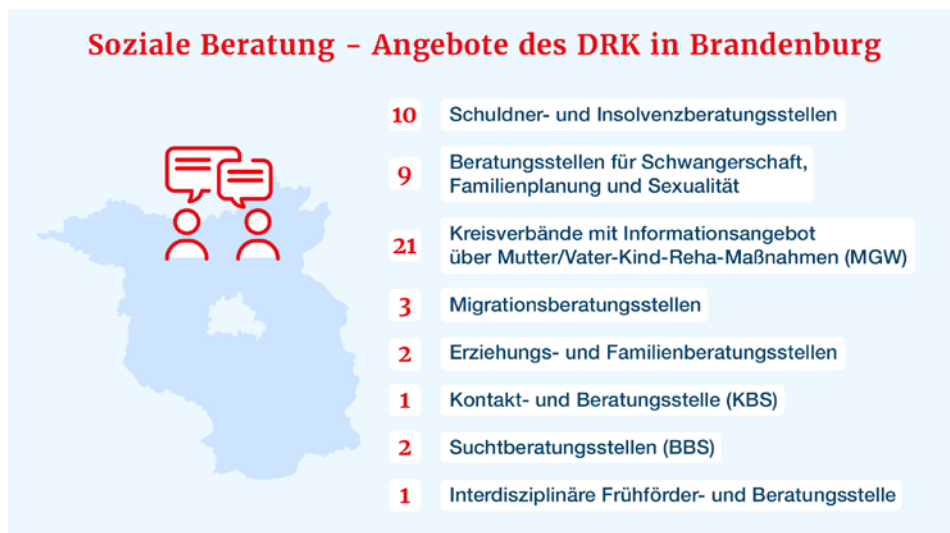 Soziale Beratung – Angebote des DRK in Brandenburg
10 Schuldner- und Insolvenzberatungsstellen
9 Beratungsstellen für Schwangerschaft,
Familienplanung und Sexualität
21 Kreisverbände mit Informationsangebot
über Mutter/Vater-Kind-Reha-Maßnahmen (MGW)
3 Migrationsberatungsstellen
2 Erziehungs- und Familienberatungsstellen
1 Kontakt- und Beratungsstelle (KBS)
2 Suchtberatungsstellen (BBS)
1 Interdisziplinäre Frühförder- und Beratungsstelle